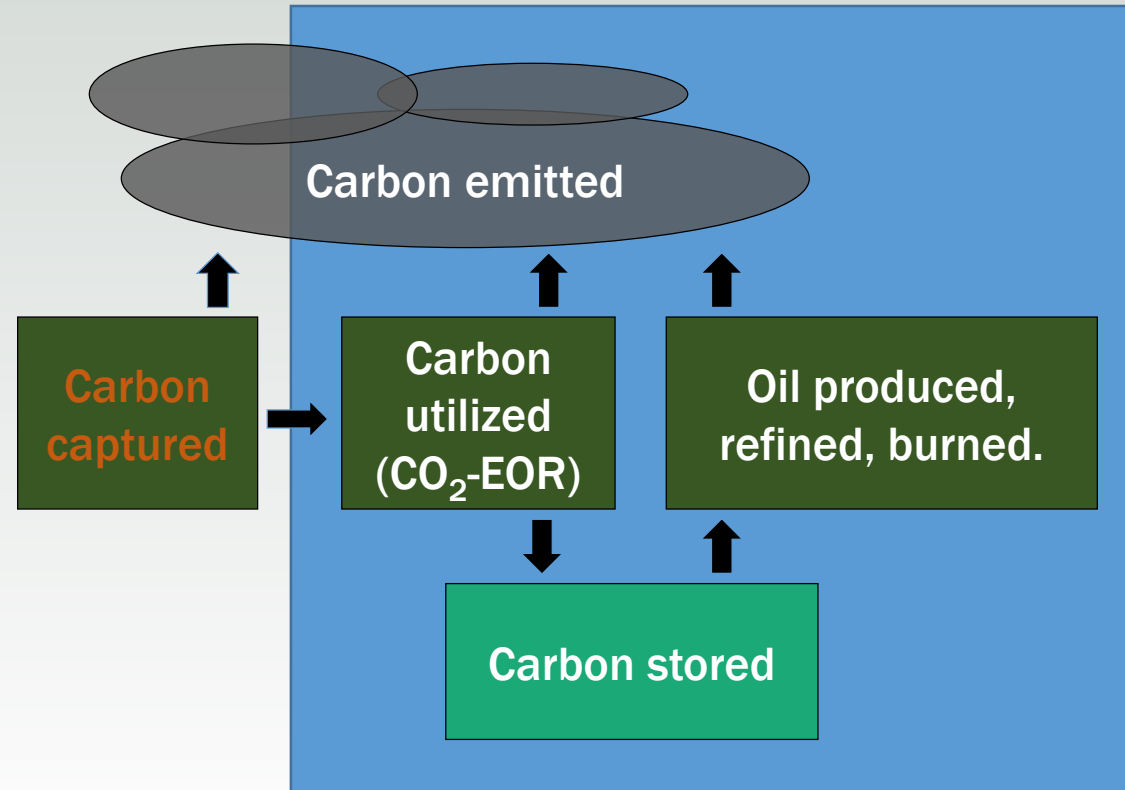 Carbon emitted
Carbon
captured
Carbon
utilized
(CO₂-EOR)
Oil produced,
refined, burned.
Carbon stored